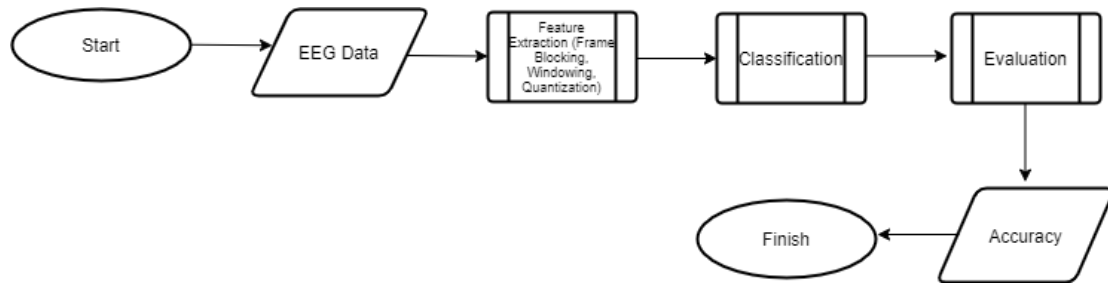 Start
EEG Data
Feature
Extraction (Frame
Blocking,
Windowing,
Quantization)
Classification
Evaluation
Accuracy
Finish